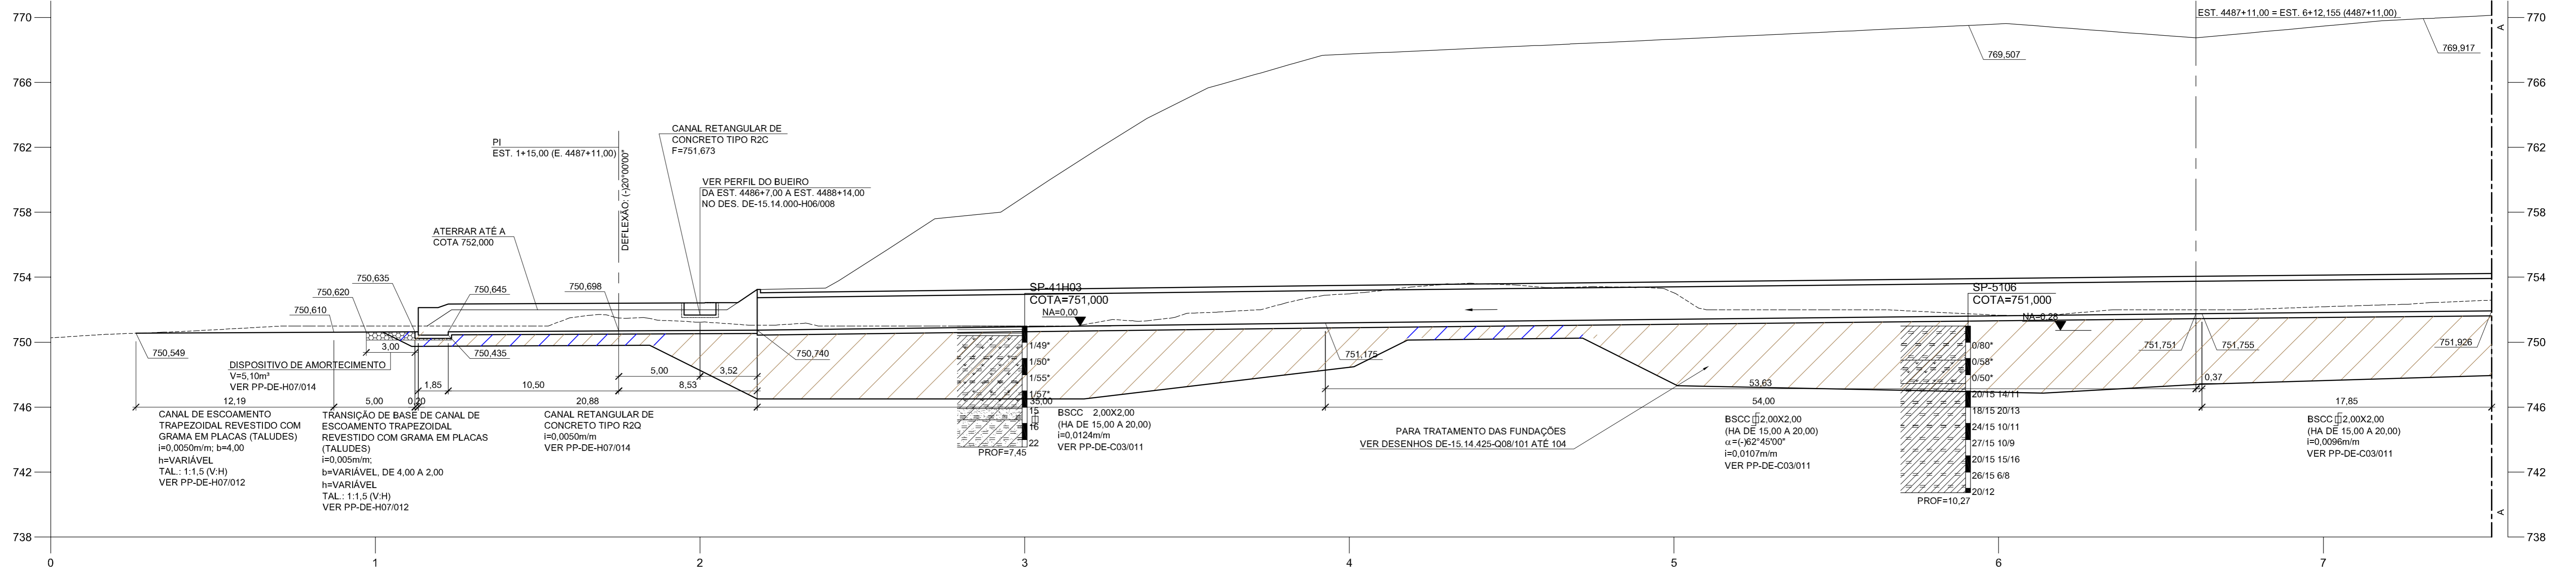 770
766
762
758
754
750
746
742
738
0
1
2
3
4
5
6
7
770
766
762
758
754
750
746
742
738
A
A
EST. 4487+11,00 = EST. 6+12,155 (4487+11,00)
769,507
769,917
PI
EST. 1+15,00 (E. 4487+11,00)
DEFLEXÃO: (-)20°00'00"
CANAL RETANGULAR DE
CONCRETO TIPO R2C
F=751,673
VER PERFIL DO BUEIRO
DA EST. 4486+7,00 A EST. 4488+14,00
NO DES. DE-15.14.000-H06/008
ATERRAR ATÉ A
COTA 752,000
750,635
750,620
750,610
750,645
750,698
750,549
750,435
750,740
3,00
DISPOSITIVO DE AMORTECIMENTO
V=5,10m³
VER PP-DE-H07/014
1,85
10,50
5,00
3,52
8,53
12,19
5,00
0,20
20,88
35,00
53,63
0,37
54,00
17,85
CANAL DE ESCOAMENTO
TRAPEZOIDAL REVESTIDO COM
GRAMA EM PLACAS (TALUDES)
i=0,0050m/m; b=4,00
h=VARIÁVEL
TAL.: 1:1,5 (V:H)
VER PP-DE-H07/012
TRANSIÇÃO DE BASE DE CANAL DE
ESCOAMENTO TRAPEZOIDAL
REVESTIDO COM GRAMA EM PLACAS
(TALUDES)
i=0,005m/m;
b=VARIÁVEL, DE 4,00 A 2,00
h=VARIÁVEL
TAL.: 1:1,5 (V:H)
VER PP-DE-H07/012
CANAL RETANGULAR DE
CONCRETO TIPO R2Q
i=0,0050m/m
VER PP-DE-H07/014
SP-41H03
COTA=751,000
NA=0,00
1/49*
1/50*
1/55*
1/57*
15
16
22
PROF=7,45
BSCC 2,00X2,00
(HA DE 15,00 A 20,00)
i=0,0124m/m
VER PP-DE-C03/011
751,175
PARA TRATAMENTO DAS FUNDAÇÕES
VER DESENHOS DE-15.14.425-Q08/101 ATÉ 104
BSCC 2,00X2,00
(HA DE 15,00 A 20,00)
α=(-)62°45'00"
i=0,0107m/m
VER PP-DE-C03/011
SP-5106
COTA=751,000
NA=0,28
0/80*
0/58*
0/50*
20/15 14/11
18/15 20/13
24/15 10/11
27/15 10/9
20/15 15/16
26/15 6/8
20/12
PROF=10,27
751,751
751,755
751,926
BSCC 2,00X2,00
(HA DE 15,00 A 20,00)
i=0,0096m/m
VER PP-DE-C03/011